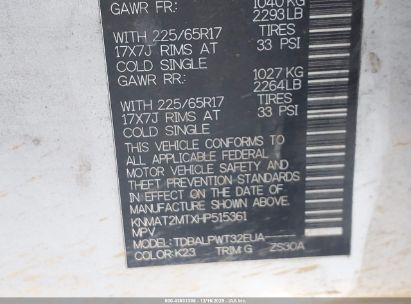 GAWR FR: 1040 KG
2293 LB
WITH 225/65R17 TIRES
17X7J RIMS AT 33 PSI
COLD SINGLE
GAWR RR: 1027 KG
2264LB
WITH 225/65R17 TIRES
17X7J RIMS AT 33 PSI
COLD SINGLE
THIS VEHICLE CONFORMS TO
ALL APPLICABLE FEDERAL
MOTOR VEHICLE SAFETY BUMPER AND
THEFT PREVENTION STANDARDS IN EFFECT
ON THE DATE OF MANUFACTURE SHOWN ABOVE.
KNMAT2MTXHP515361
MPV
MODEL: TDBALPWT32EUA
COLOR: K23 TRIM: G ZS30A